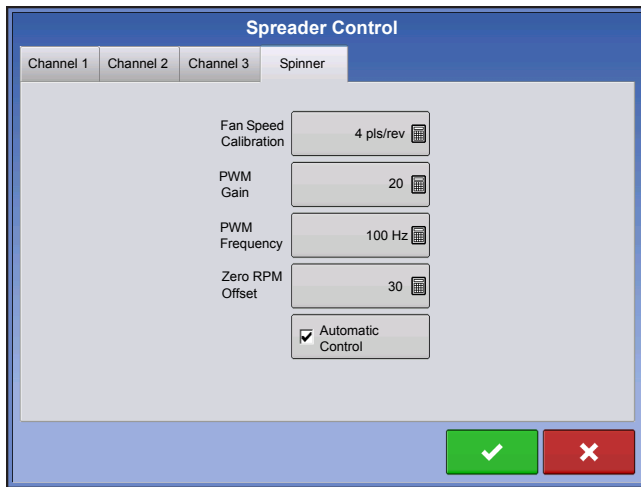 Spreader Control
Channel 1 Channel 2 Channel 3 Spinner
Fan Speed
Calibration
4 pls/rev
PWM
Gain
20
PWM
Frequency
100 Hz
Zero RPM
Offset
30
Automatic
Control